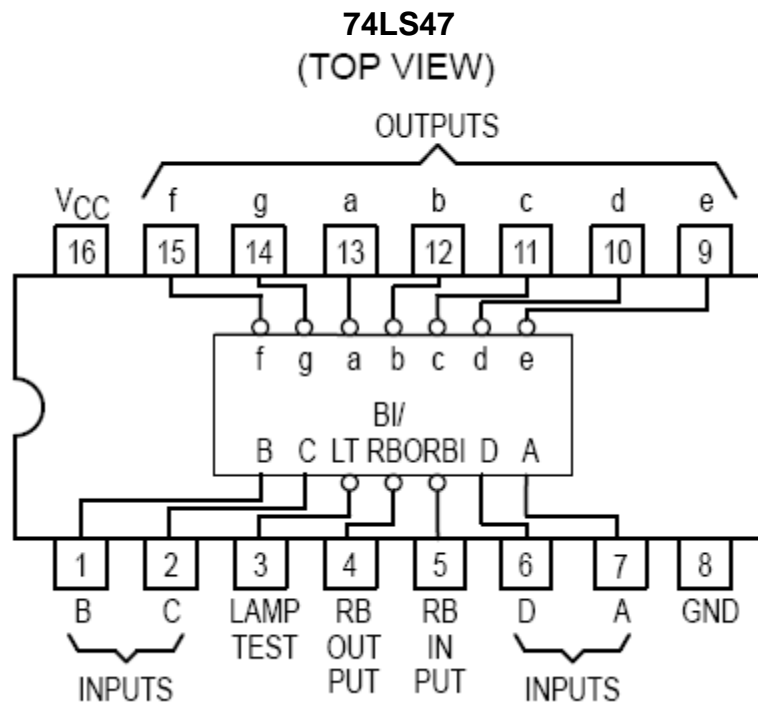 74LS47
(TOP VIEW)
OUTPUTS
VCC f g a b c d e
16 15 14 13 12 11 10 9
f g a b c d e
BI/
B C LT RBO RBI D A
1 2 3 4 5 6 7 8
B C LAMP RB RB D A GND
TEST OUT IN
PUT PUT
INPUTS INPUTS